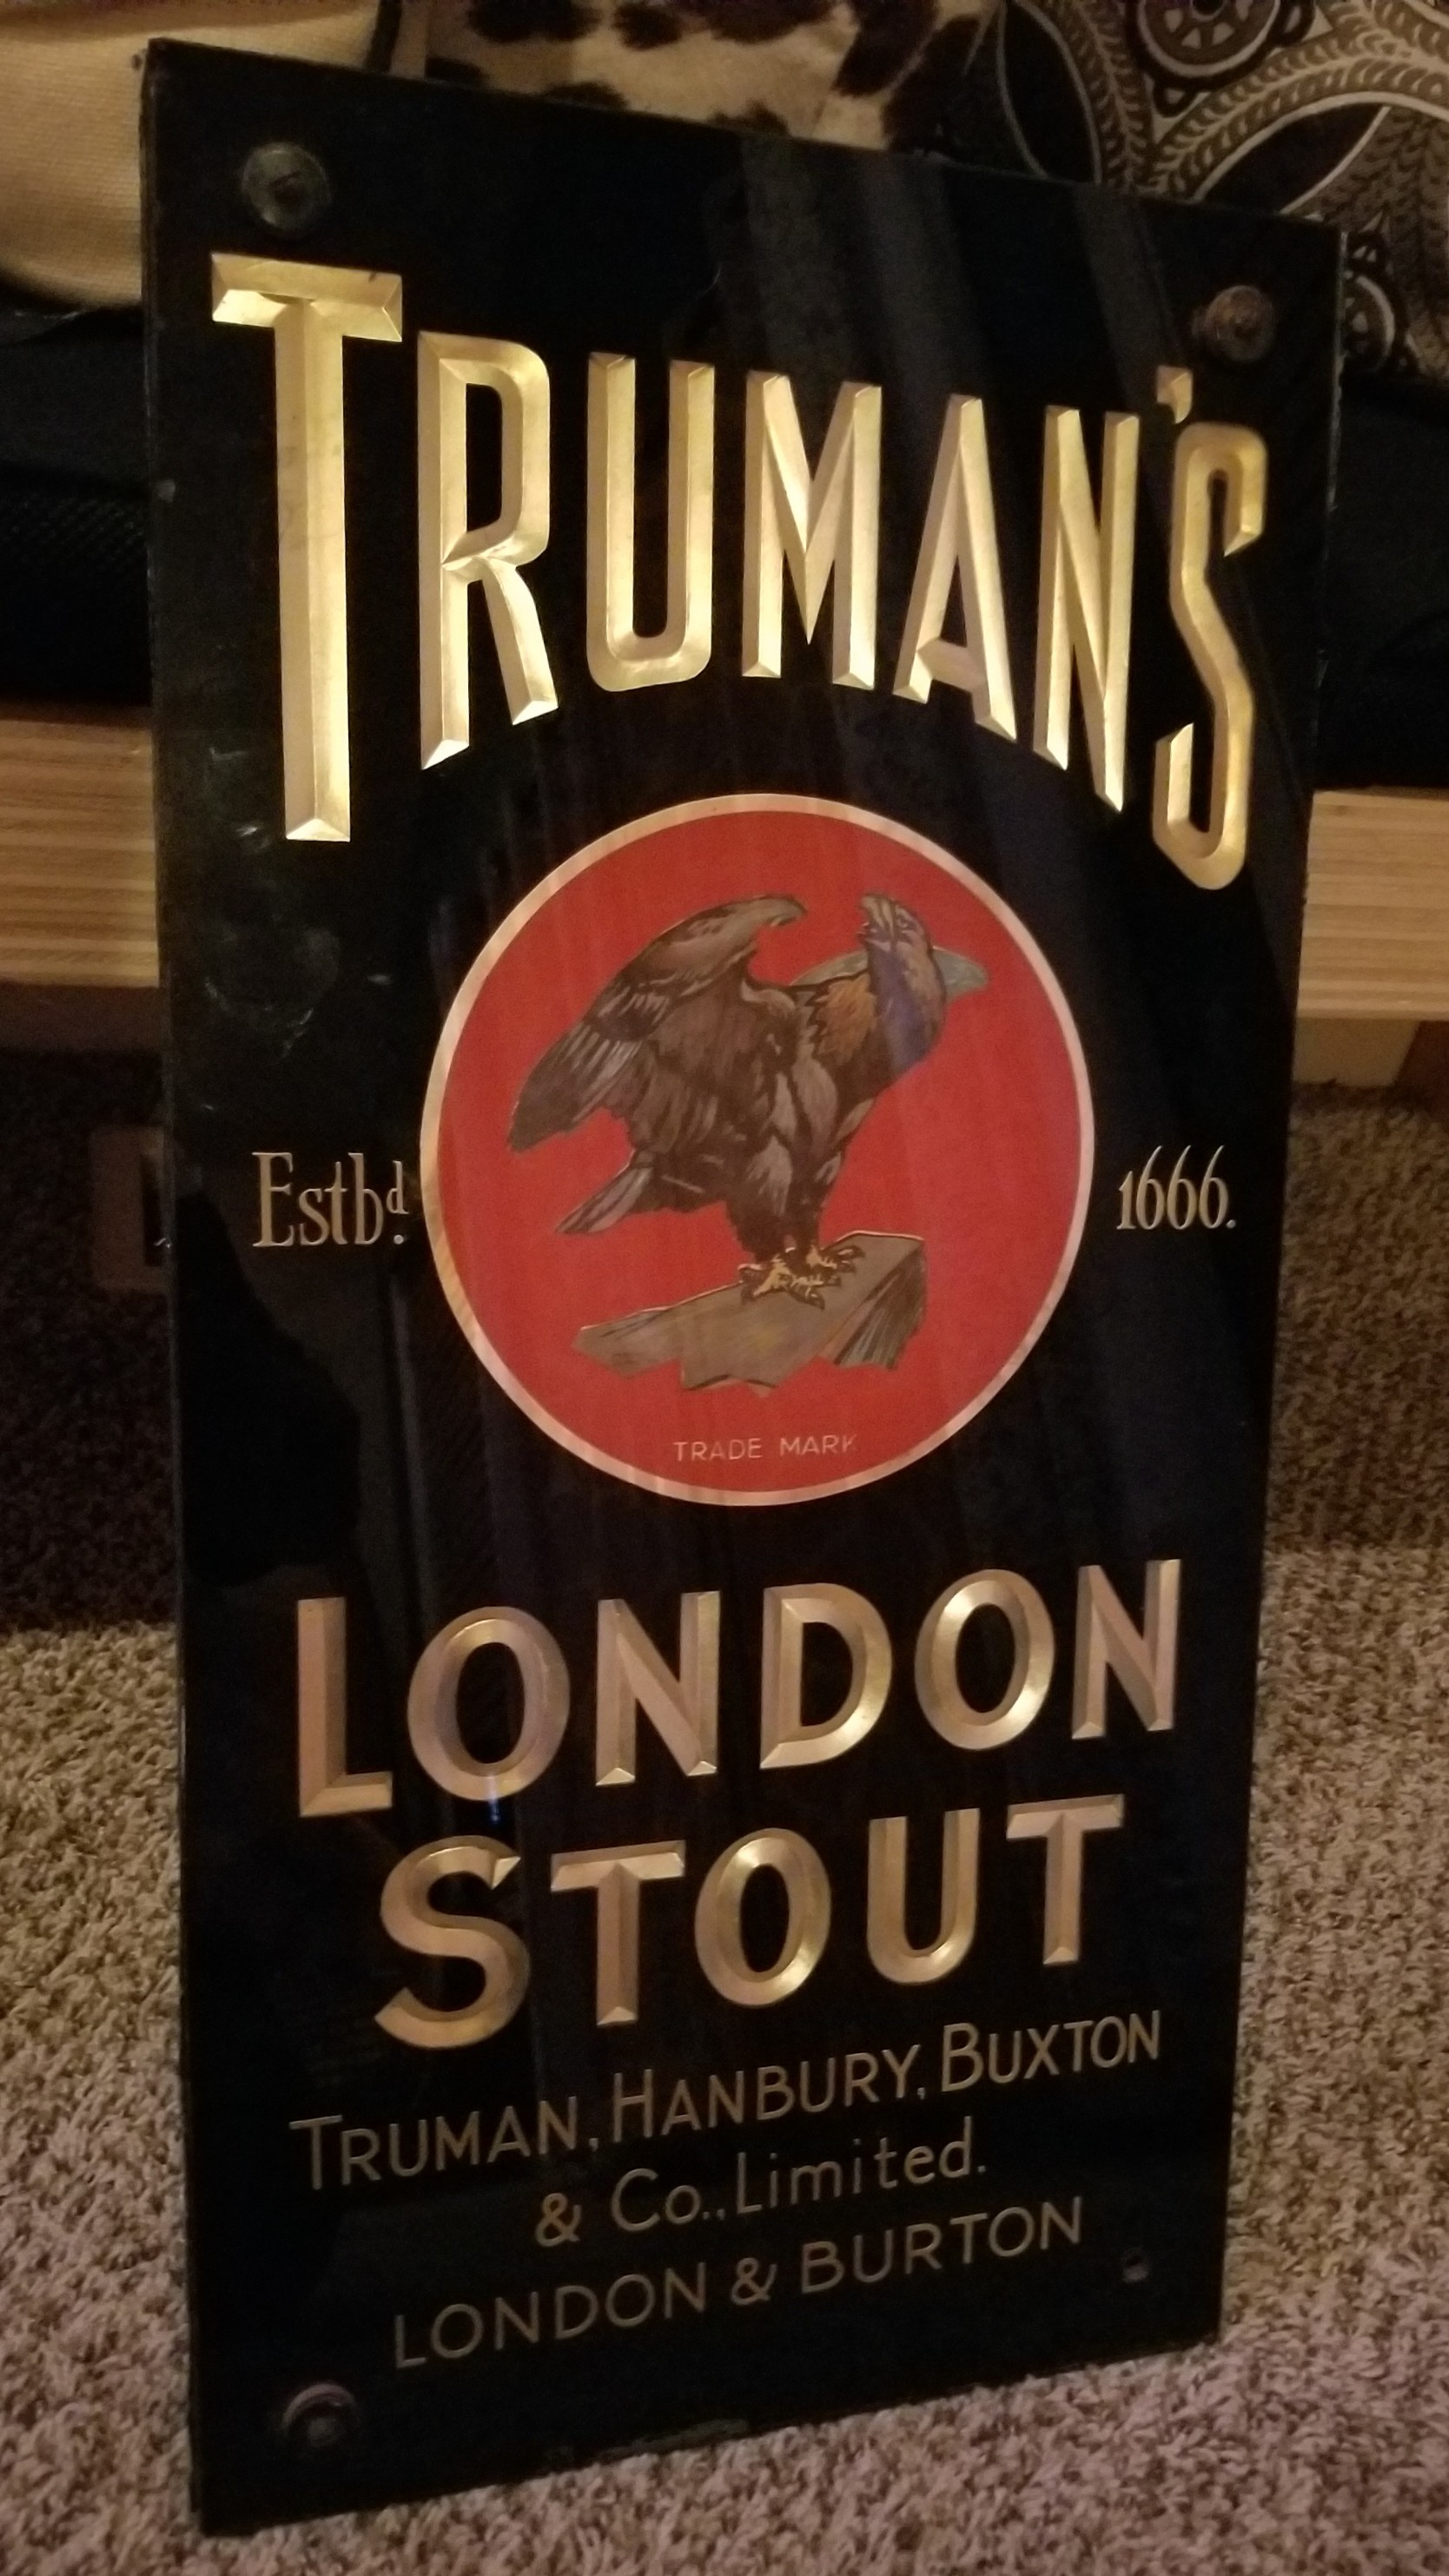 TRUMAN'S
Estbd. 1666.
TRADE MARK
LONDON
STOUT
TRUMAN, HANBURY, BUXTON
& Co., Limited.
LONDON & BURTON